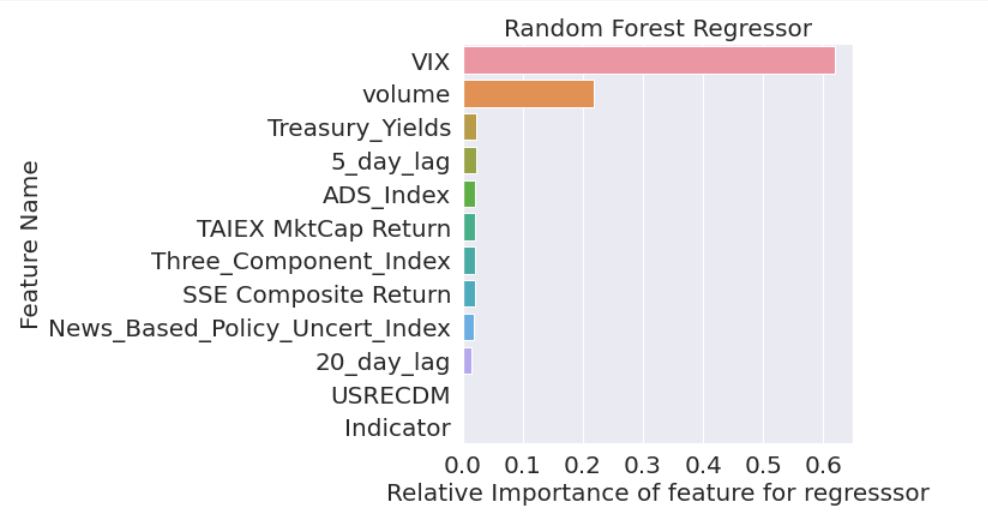 Random Forest Regressor
VIX
volume
Treasury_Yields
5_day_lag
ADS_Index
TAIEX MktCap Return
Three_Component_Index
SSE Composite Return
News_Based_Policy_Uncert_Index
20_day_lag
USRECDM
Indicator
Feature Name
0.0 0.1 0.2 0.3 0.4 0.5 0.6
Relative Importance of feature for regresssor